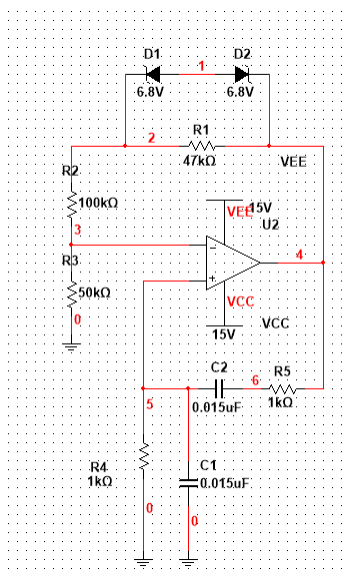 D1
D2
1
6.8V
6.8V
2
R1
47kΩ
VEE
R2
100kΩ
VEE
15V
U2
3
R3
4
50kΩ
VCC
0
15V
VCC
C2
R5
6
5
0.015uF
1kΩ
R4
1kΩ
C1
0.015uF
0
0